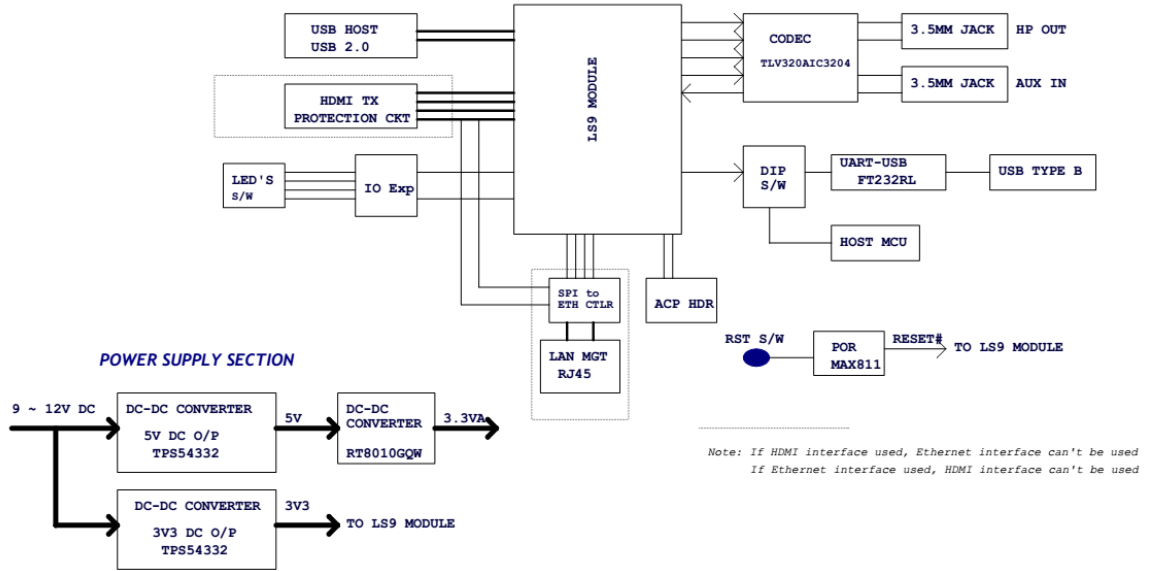 USB HOST
USB 2.0
HDMI TX
PROTECTION CKT
LED'S
S/W
IO Exp
LS9 MODULE
CODEC
TLV320AIC3204
3.5MM JACK
HP OUT
3.5MM JACK
AUX IN
DIP
S/W
UART-USB
FT232RL
USB TYPE B
HOST MCU
SPI to
ETH CTLR
LAN MGT
RJ45
ACP HDR
RST S/W
POR
MAX811
RESET#
TO LS9 MODULE
POWER SUPPLY SECTION
9 ~ 12V DC
DC-DC CONVERTER
5V DC O/P
TPS54332
5V
DC-DC
CONVERTER
RT8010GQW
3.3VA
DC-DC CONVERTER
3V3 DC O/P
TPS54332
3V3
TO LS9 MODULE
Note: If HDMI interface used, Ethernet interface can't be used
If Ethernet interface used, HDMI interface can't be used